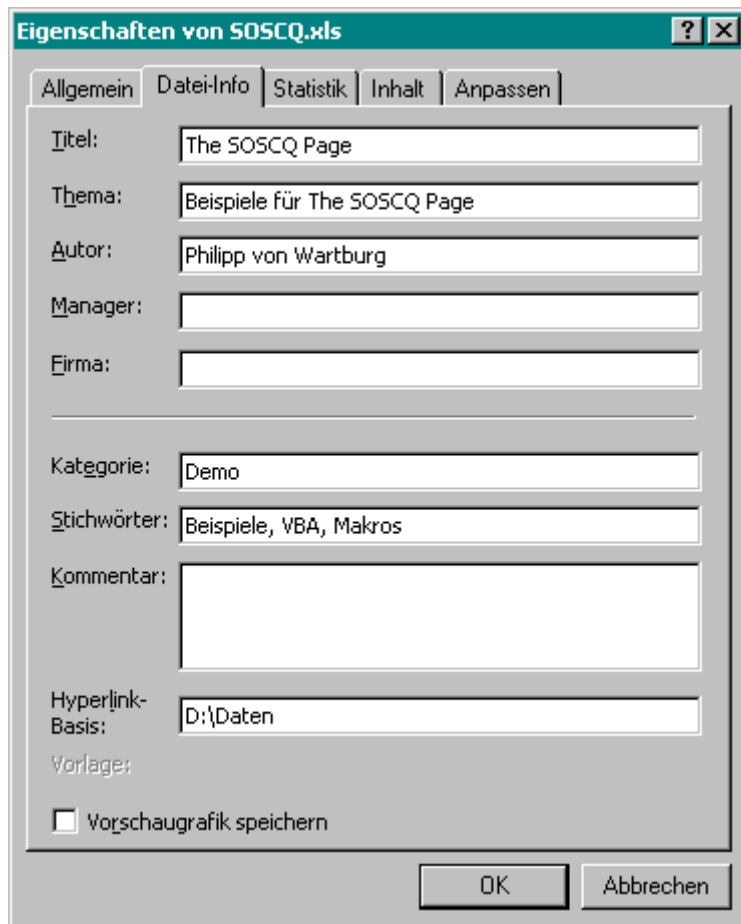 Eigenschaften von SOSCQ.xls
Allgemein Datei-Info Statistik Inhalt Anpassen
Titel: The SOSCQ Page
Thema: Beispiele für The SOSCQ Page
Autor: Philipp von Wartburg
Manager:
Firma:
Kategorie: Demo
Stichwörter: Beispiele, VBA, Makros
Kommentar:
Hyperlink-
Basis: D:\Daten
Vorlage:
Vorschaugrafik speichern
OK Abbrechen